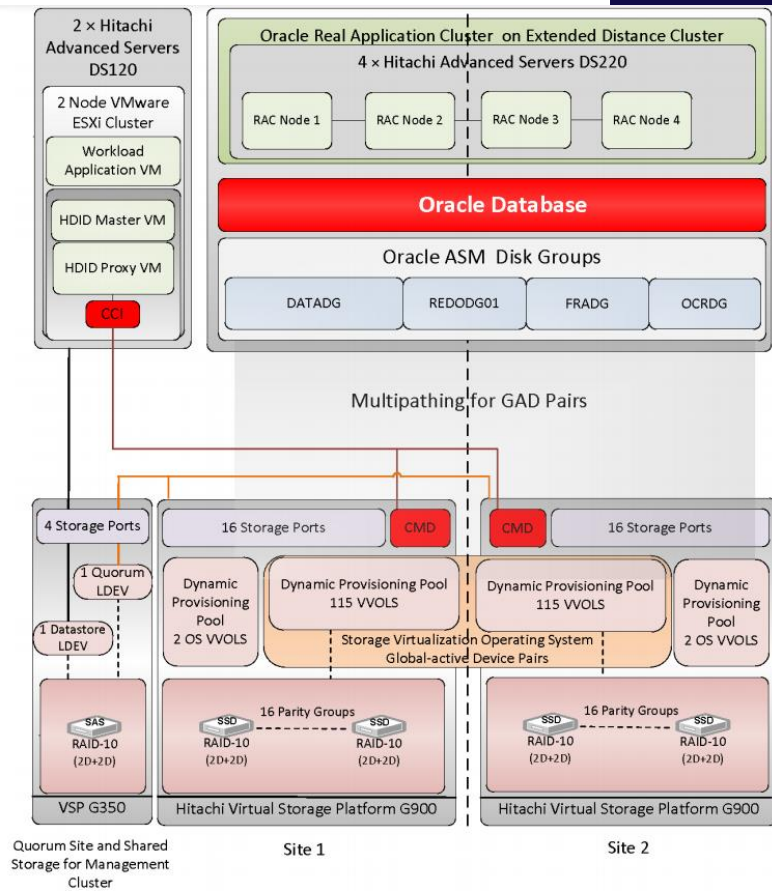 2 × Hitachi
Advanced Servers
DS120
2 Node VMware
ESXi Cluster
Workload
Application VM
HDID Master VM
HDID Proxy VM
CCI
Oracle Real Application Cluster on Extended Distance Cluster
4 × Hitachi Advanced Servers DS220
RAC Node 1
RAC Node 2
RAC Node 3
RAC Node 4
Oracle Database
Oracle ASM Disk Groups
DATADG
REDODG01
FRADG
OCRDG
Multipathing for GAD Pairs
4 Storage Ports
1 Quorum
LDEV
1 Datastore
LDEV
SAS
RAID-10
(2D+2D)
VSP G350
Quorum Site and Shared
Storage for Management
Cluster
16 Storage Ports
CMD
Dynamic
Provisioning
Pool
2 OS VVOLS
Dynamic Provisioning Pool
115 VVOLS
Storage Virtualization Operating System
Global-active Device Pairs
16 Parity Groups
SSD
RAID-10
(2D+2D)
SSD
RAID-10
(2D+2D)
Hitachi Virtual Storage Platform G900
Site 1
CMD
16 Storage Ports
Dynamic Provisioning Pool
115 VVOLS
Dynamic
Provisioning
Pool
2 OS VVOLS
16 Parity Groups
SSD
RAID-10
(2D+2D)
SSD
RAID-10
(2D+2D)
Hitachi Virtual Storage Platform G900
Site 2